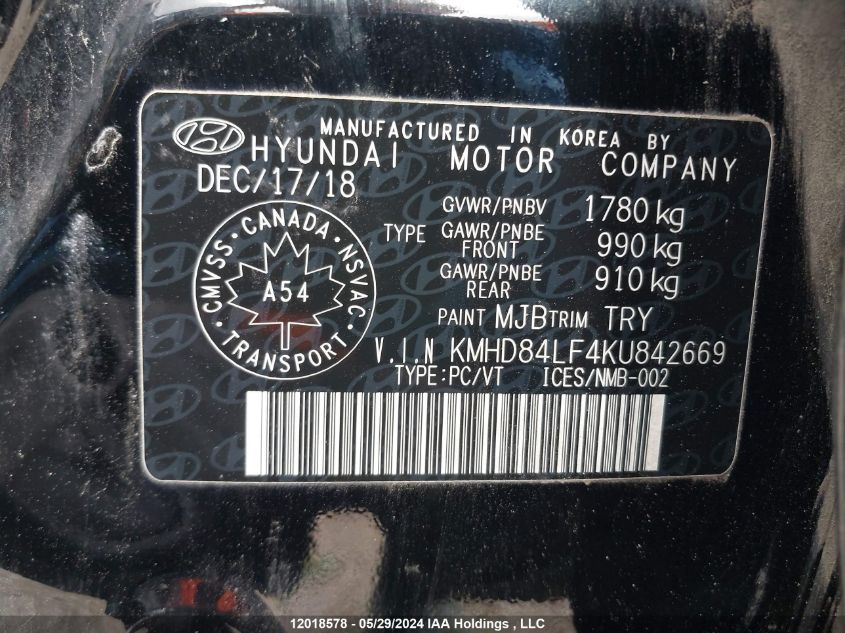 MANUFACTURED IN KOREA BY
HYUNDAI MOTOR COMPANY
DEC/17/18
GVWR/PNBV 1780 kg
TYPE GAWR/PNBE FRONT 990 kg
GAWR/PNBE REAR 910 kg
PAINT MJB TRIM TRY
CMVSS · CANADA · NSVAC · TRANSPORT ·
A54
V.I.N KMHD84LF4KU842669
TYPE:PC/VT ICES/NMB-002
12018578 - 05/29/2024 IAA Holdings , LLC